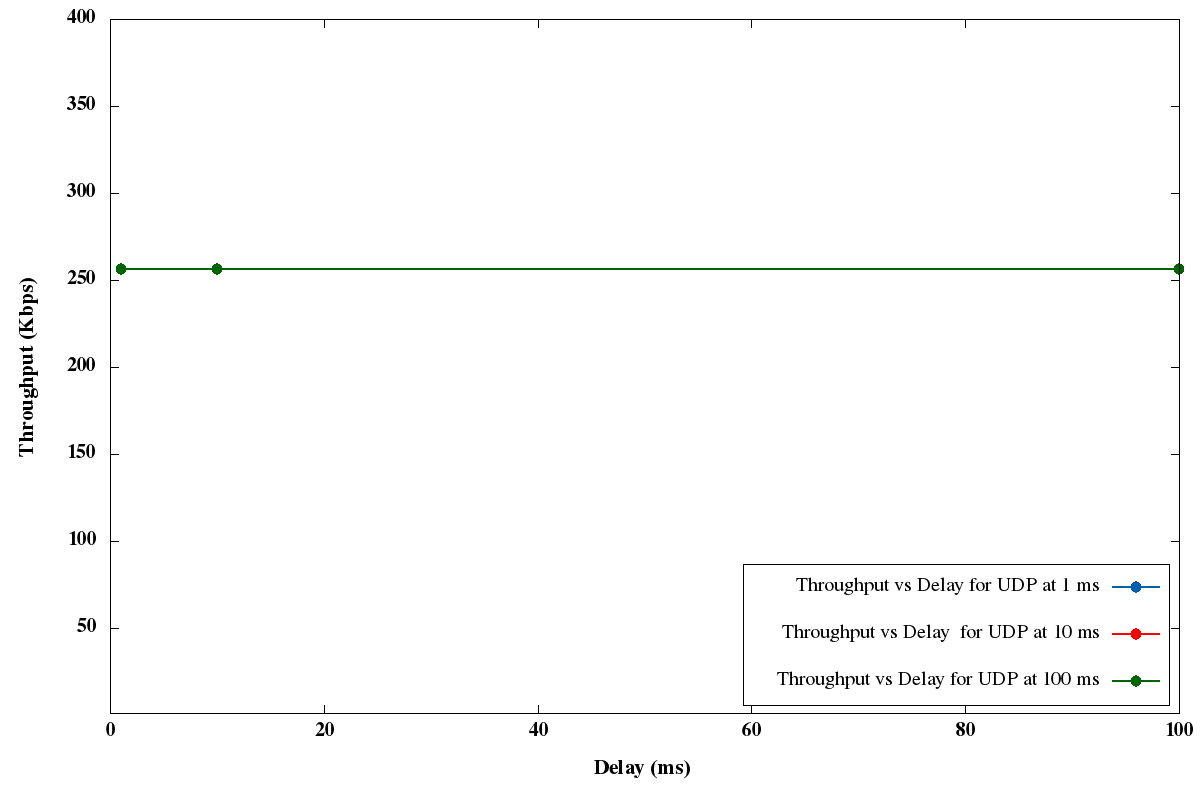 400
350
300
250
200
150
100
50
0 20 40 60 80 100
Throughput (Kbps)
Delay (ms)
Throughput vs Delay for UDP at 1 ms
Throughput vs Delay  for UDP at 10 ms
Throughput vs Delay for UDP at 100 ms